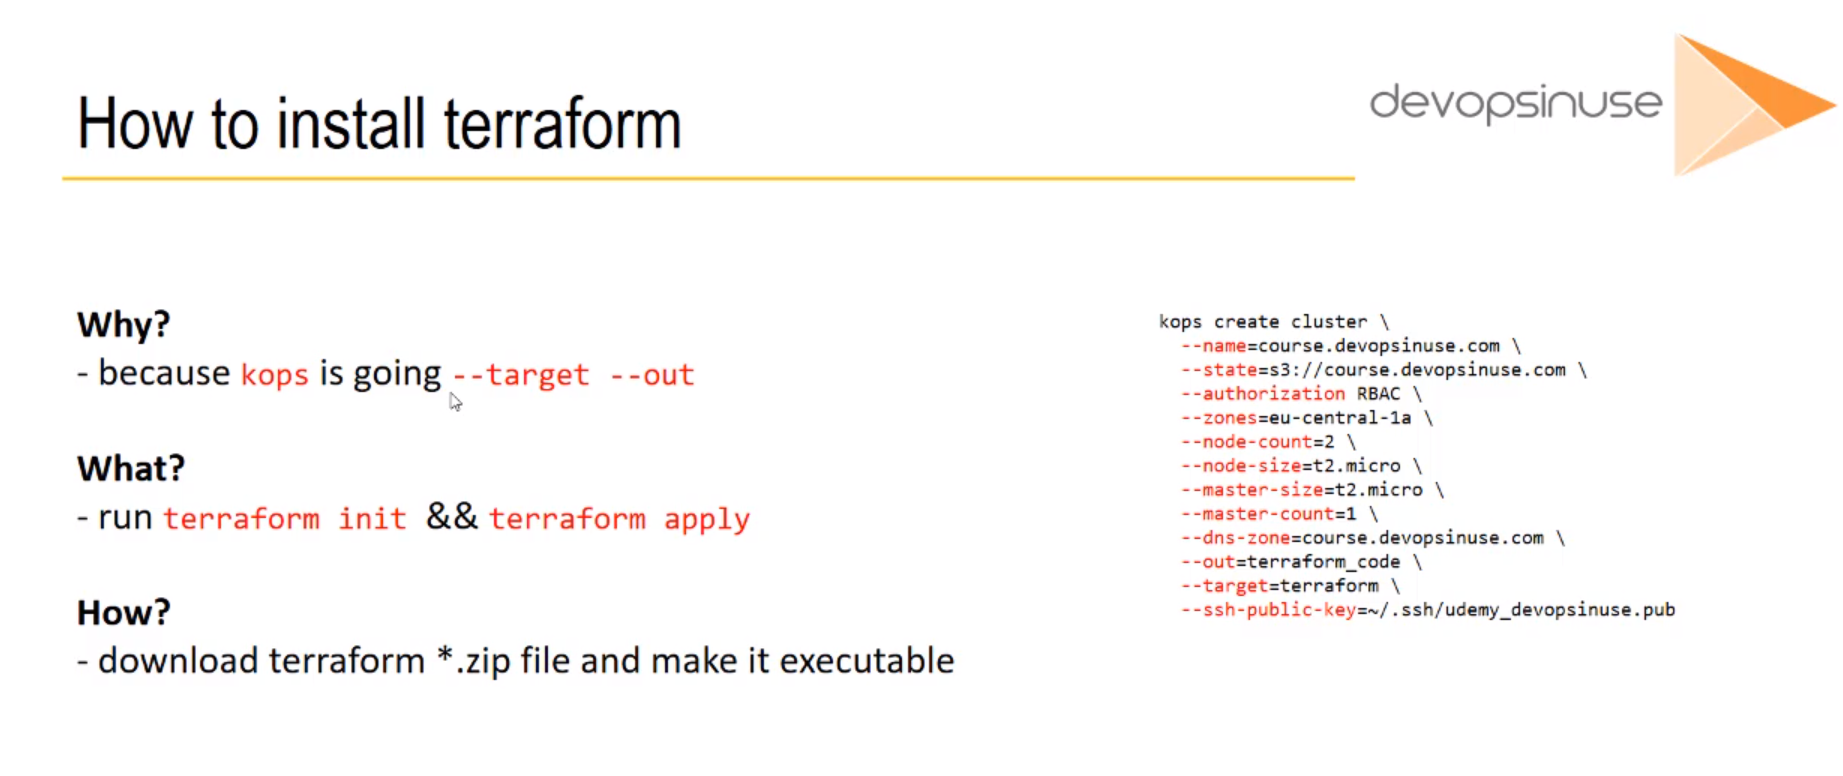 How to install terraform
devopsinuse
Why?
- because kops is going --target --out
What?
- run terraform init && terraform apply
How?
- download terraform *.zip file and make it executable
kops create cluster \
--name=course.devopsinuse.com \
--state=s3://course.devopsinuse.com \
--authorization RBAC \
--zones=eu-central-1a \
--node-count=2 \
--node-size=t2.micro \
--master-size=t2.micro \
--master-count=1 \
--dns-zone=course.devopsinuse.com \
--out=terraform_code \
--target=terraform \
--ssh-public-key=~/.ssh/udemy_devopsinuse.pub